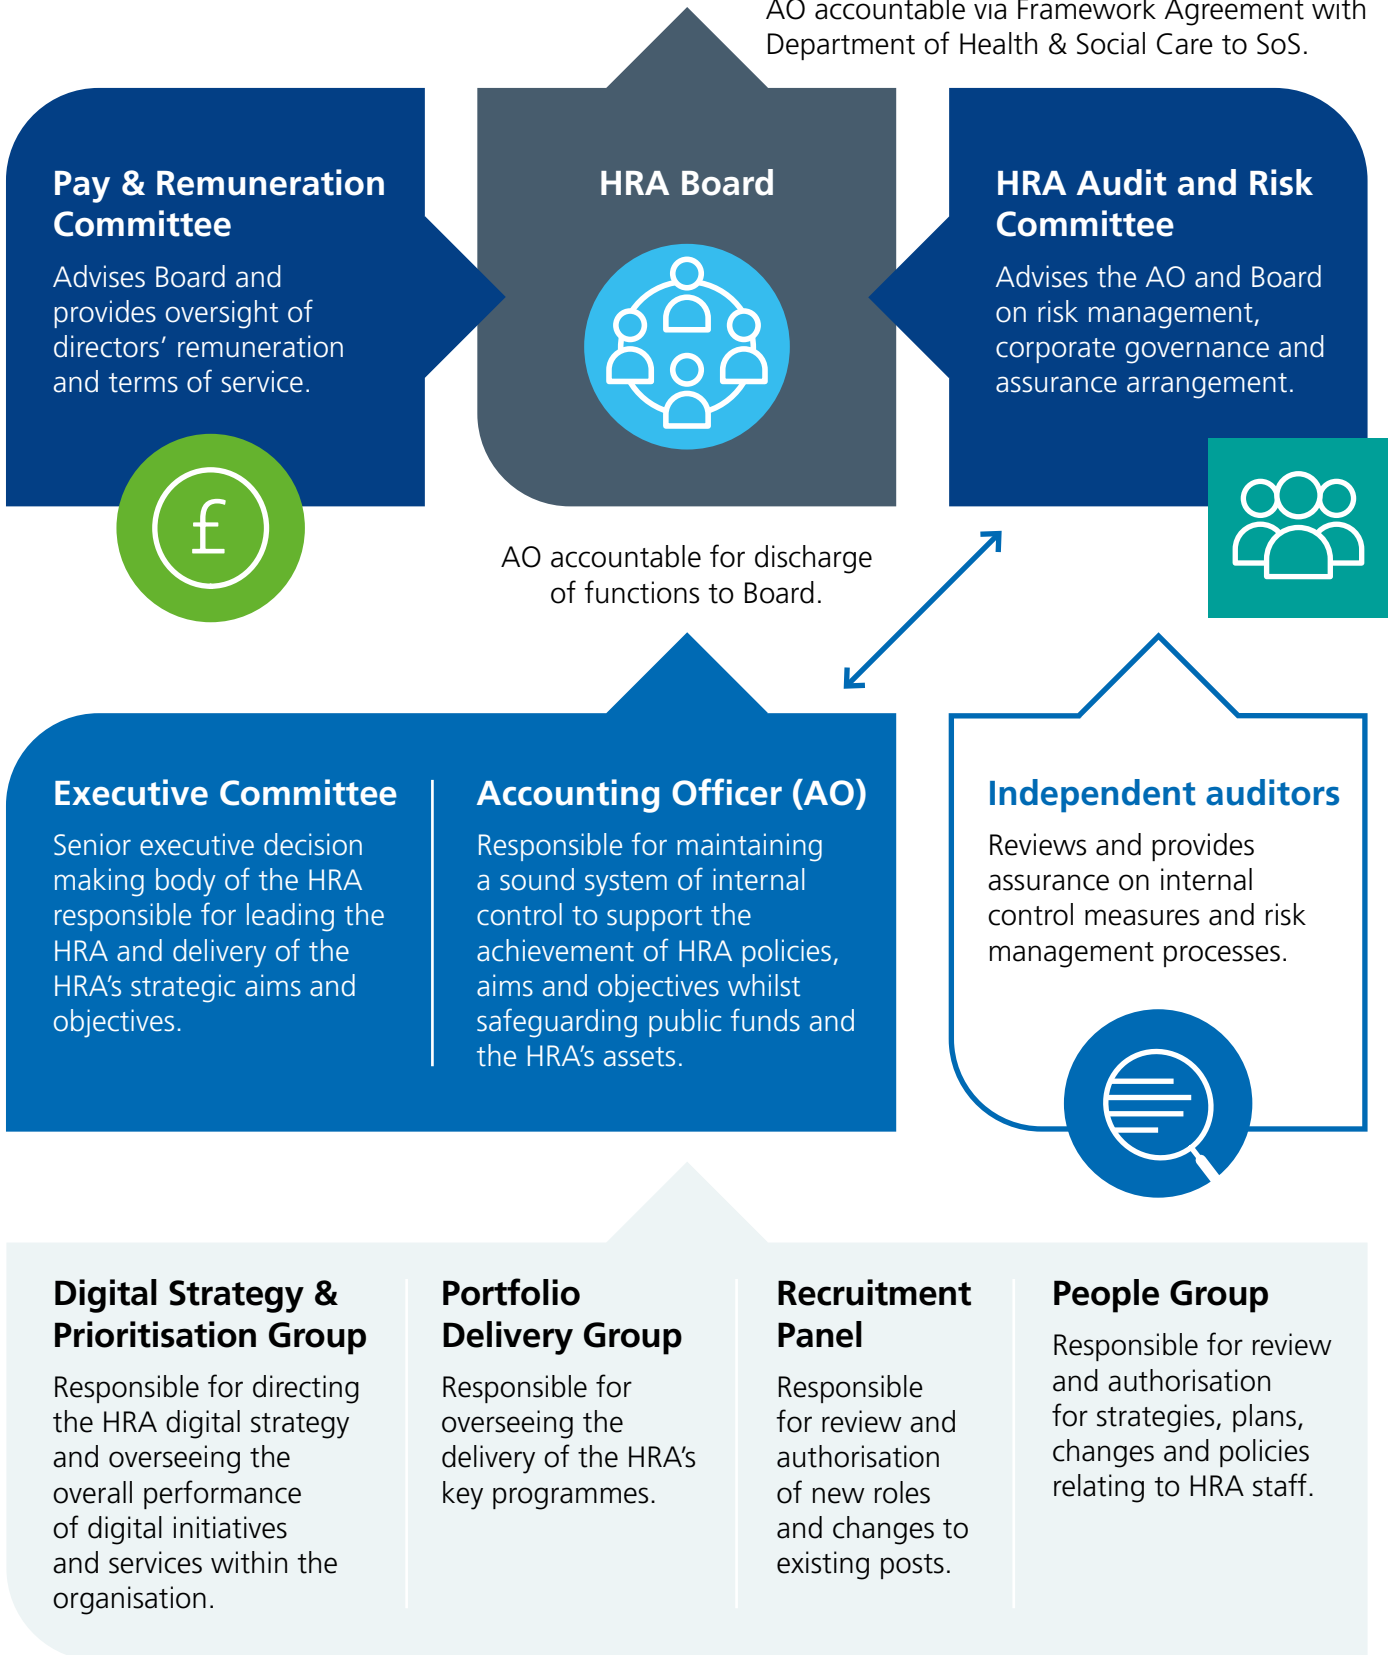 AO accountable via Framework Agreement with
Department of Health & Social Care to SoS.
Pay & Remuneration
Committee
Advises Board and
provides oversight of
directors’ remuneration
and terms of service.
£
HRA Board
HRA Audit and Risk
Committee
Advises the AO and Board
on risk management,
corporate governance and
assurance arrangement.
AO accountable for discharge
of functions to Board.
Executive Committee
Senior executive decision
making body of the HRA
responsible for leading the
HRA and delivery of the
HRA’s strategic aims and
objectives.
Accounting Officer (AO)
Responsible for maintaining
a sound system of internal
control to support the
achievement of HRA policies,
aims and objectives whilst
safeguarding public funds and
the HRA’s assets.
Independent auditors
Reviews and provides
assurance on internal
control measures and risk
management processes.
Digital Strategy &
Prioritisation Group
Responsible for directing
the HRA digital strategy
and overseeing the
overall performance
of digital initiatives
and services within the
organisation.
Portfolio
Delivery Group
Responsible for
overseeing the
delivery of the HRA’s
key programmes.
Recruitment
Panel
Responsible
for review and
authorisation
of new roles
and changes to
existing posts.
People Group
Responsible for review
and authorisation
for strategies, plans,
changes and policies
relating to HRA staff.